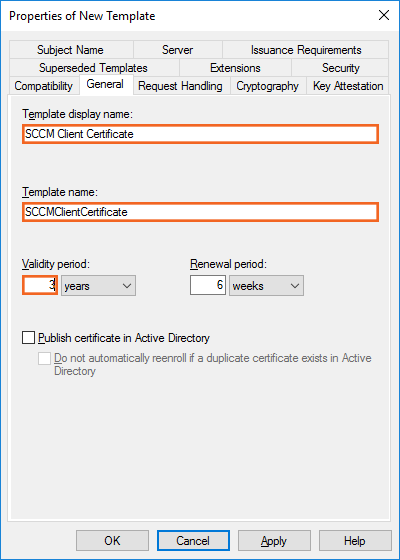 Properties of New Template
Subject Name Server Issuance Requirements
Superseded Templates Extensions Security
Compatibility General Request Handling Cryptography Key Attestation
Template display name:
SCCM Client Certificate
Template name:
SCCMClientCertificate
Validity period: Renewal period:
3 years 6 weeks
Publish certificate in Active Directory
Do not automatically reenroll if a duplicate certificate exists in Active
Directory
OK Cancel Apply Help